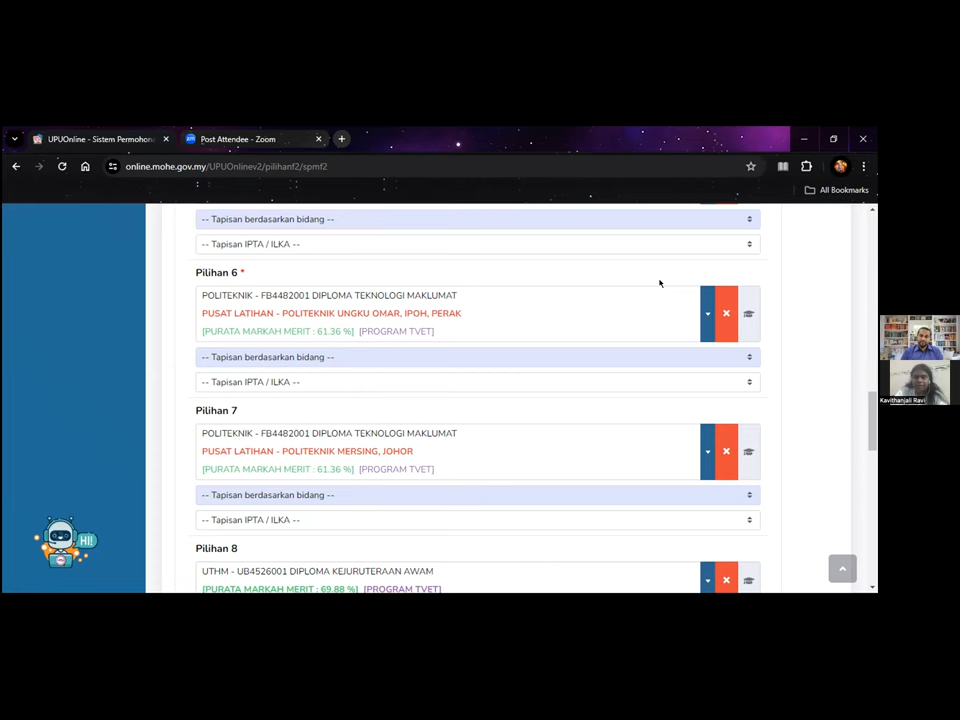 UPUOnline - Sistem Permohon
Post Attendee - Zoom
online.mohe.gov.my/UPUOnlinev2/pilihanf2/spmf2
All Bookmarks
-- Tapisan berdasarkan bidang --
-- Tapisan IPTA / ILKA --
Pilihan 6 *
POLITEKNIK - FB4482001 DIPLOMA TEKNOLOGI MAKLUMAT
PUSAT LATIHAN - POLITEKNIK UNGKU OMAR, IPOH, PERAK
[PURATA MARKAH MERIT : 61.36 %] [PROGRAM TVET]
-- Tapisan berdasarkan bidang --
-- Tapisan IPTA / ILKA --
Pilihan 7
POLITEKNIK - FB4482001 DIPLOMA TEKNOLOGI MAKLUMAT
PUSAT LATIHAN - POLITEKNIK MERSING, JOHOR
[PURATA MARKAH MERIT : 61.36 %] [PROGRAM TVET]
-- Tapisan berdasarkan bidang --
-- Tapisan IPTA / ILKA --
Pilihan 8
UTHM - UB4526001 DIPLOMA KEJURUTERAAN AWAM
[PURATA MARKAH MERIT : 69.88 %] [PROGRAM TVET]
HI!
Kavithanjali Ravi